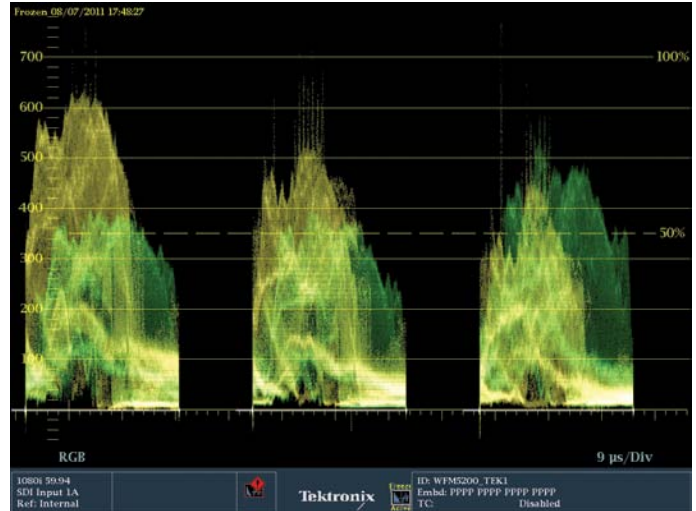 Frozen 08/07/2011 17:48:27
700
100%
600
500
400
300
50%
200
100
RGB
9 µs/Div
1080i 59.94
SDI Input 1A
Ref: Internal
Tektronix
Freeze
Active
ID: WFM5200_TEK1
Embd: PPPP PPPP PPPP PPPP
TC: Disabled